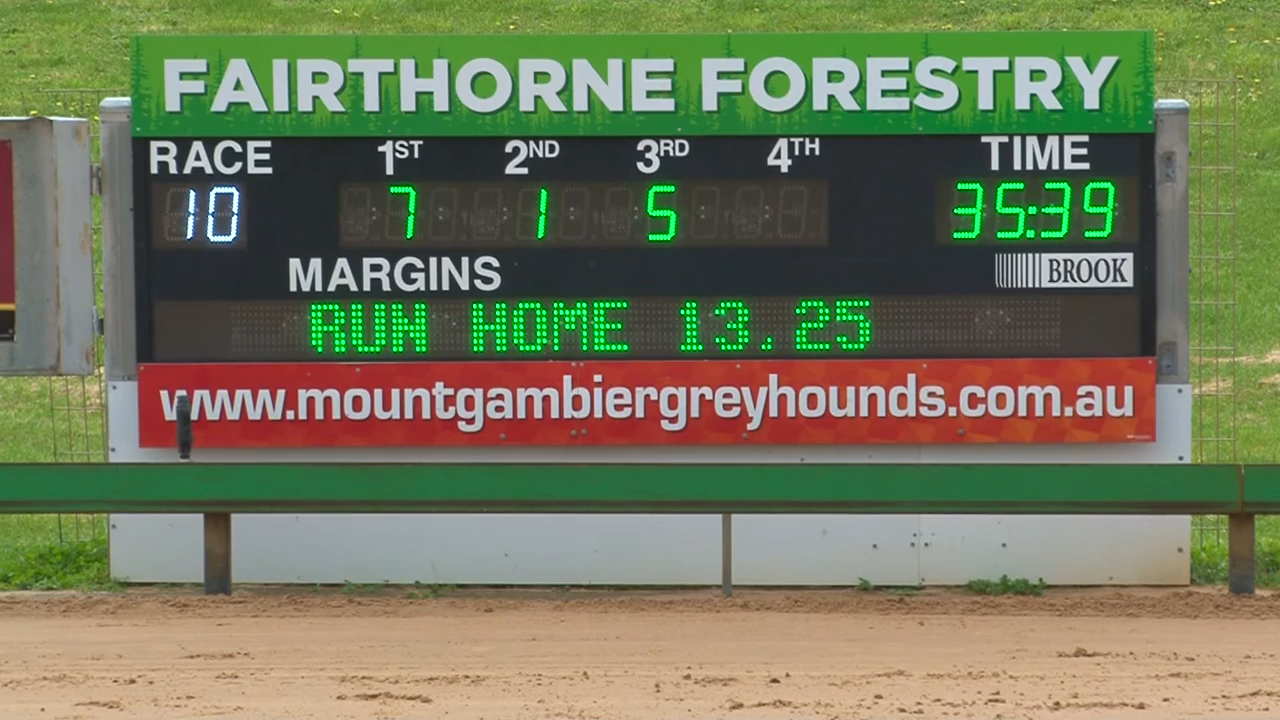 FAIRTHORNE FORESTRY
RACE 1ST 2ND 3RD 4TH TIME
10 7 1 5 35:39
MARGINS BROOK
RUN HOME 13.25
www.mountgambiergreyhounds.com.au